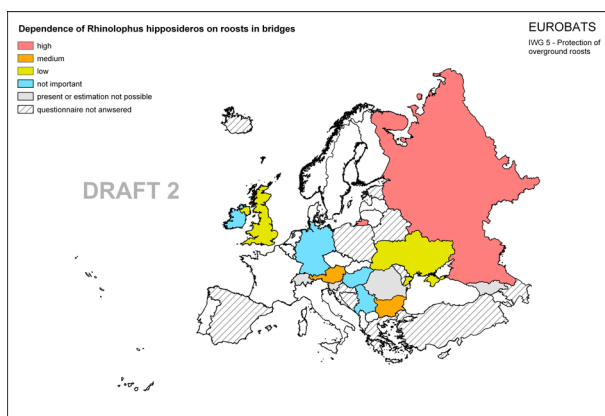 Dependence of Rhinolophus hipposideros on roosts in bridges
high
medium
low
not important
present or estimation not possible
questionnaire not anwsered
EUROBATS
IWG 5 - Protection of
overground roosts
DRAFT 2